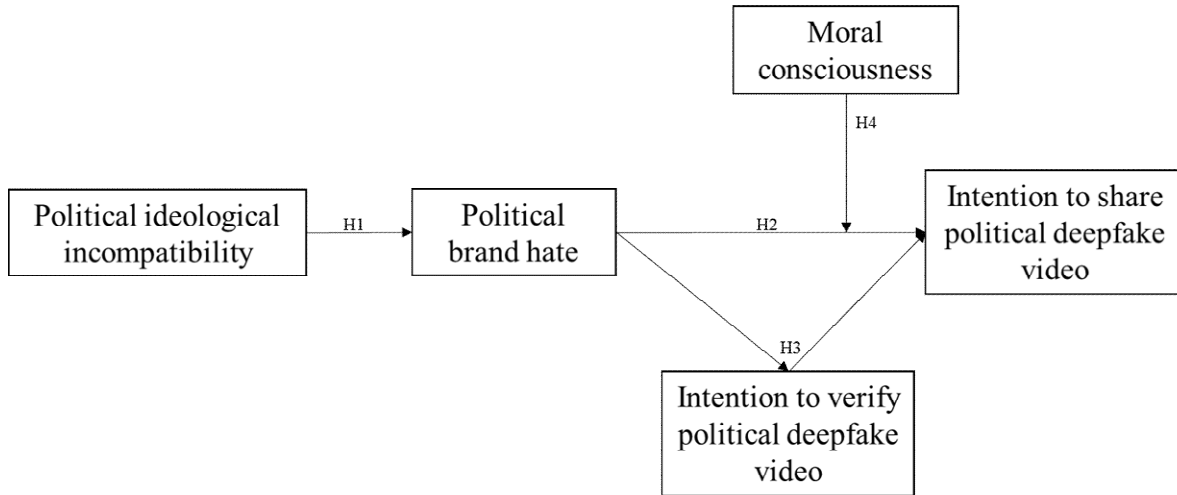 Moral
consciousness
H4
Political ideological
incompatibility
H1
Political
brand hate
H2
Intention to share
political deepfake
video
H3
Intention to verify
political deepfake
video